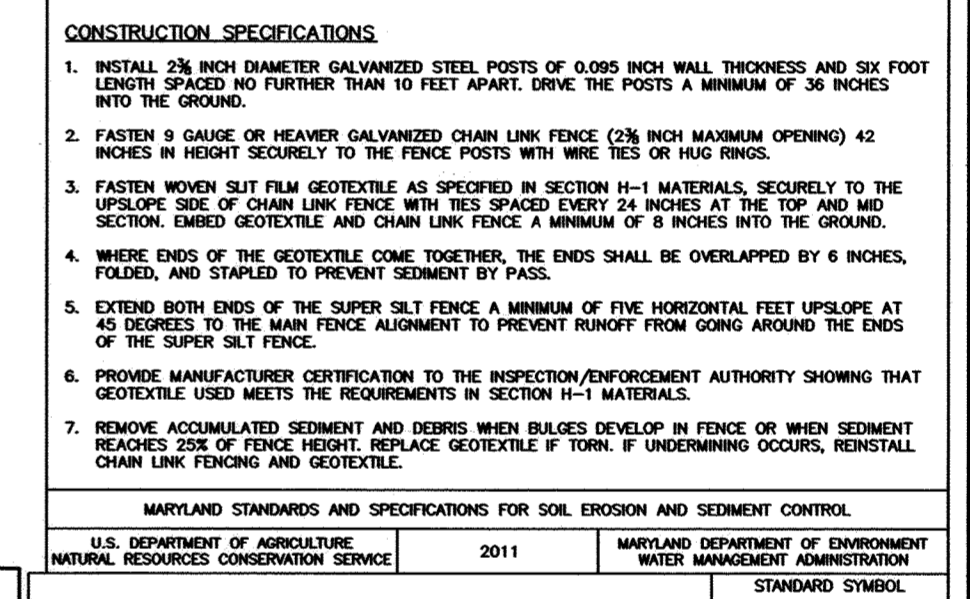 CONSTRUCTION SPECIFICATIONS
1. INSTALL 2⅜ INCH DIAMETER GALVANIZED STEEL POSTS OF 0.095 INCH WALL THICKNESS AND SIX FOOT
LENGTH SPACED NO FURTHER THAN 10 FEET APART. DRIVE THE POSTS A MINIMUM OF 36 INCHES
INTO THE GROUND.
2. FASTEN 9 GAUGE OR HEAVIER GALVANIZED CHAIN LINK FENCE (2⅜ INCH MAXIMUM OPENING) 42
INCHES IN HEIGHT SECURELY TO THE FENCE POSTS WITH WIRE TIES OR HUG RINGS.
3. FASTEN WOVEN SLIT FILM GEOTEXTILE AS SPECIFIED IN SECTION H-1 MATERIALS, SECURELY TO THE
UPSLOPE SIDE OF CHAIN LINK FENCE WITH TIES SPACED EVERY 24 INCHES AT THE TOP AND MID
SECTION. EMBED GEOTEXTILE AND CHAIN LINK FENCE A MINIMUM OF 8 INCHES INTO THE GROUND.
4. WHERE ENDS OF THE GEOTEXTILE COME TOGETHER, THE ENDS SHALL BE OVERLAPPED BY 6 INCHES,
FOLDED, AND STAPLED TO PREVENT SEDIMENT BY PASS.
5. EXTEND BOTH ENDS OF THE SUPER SILT FENCE A MINIMUM OF FIVE HORIZONTAL FEET UPSLOPE AT
45 DEGREES TO THE MAIN FENCE ALIGNMENT TO PREVENT RUNOFF FROM GOING AROUND THE ENDS
OF THE SUPER SILT FENCE.
6. PROVIDE MANUFACTURER CERTIFICATION TO THE INSPECTION/ENFORCEMENT AUTHORITY SHOWING THAT
GEOTEXTILE USED MEETS THE REQUIREMENTS IN SECTION H-1 MATERIALS.
7. REMOVE ACCUMULATED SEDIMENT AND DEBRIS WHEN BULGES DEVELOP IN FENCE OR WHEN SEDIMENT
REACHES 25% OF FENCE HEIGHT. REPLACE GEOTEXTILE IF TORN. IF UNDERMINING OCCURS, REINSTALL
CHAIN LINK FENCING AND GEOTEXTILE.
MARYLAND STANDARDS AND SPECIFICATIONS FOR SOIL EROSION AND SEDIMENT CONTROL
U.S. DEPARTMENT OF AGRICULTURE
NATURAL RESOURCES CONSERVATION SERVICE
2011
MARYLAND DEPARTMENT OF ENVIRONMENT
WATER MANAGEMENT ADMINISTRATION
STANDARD SYMBOL